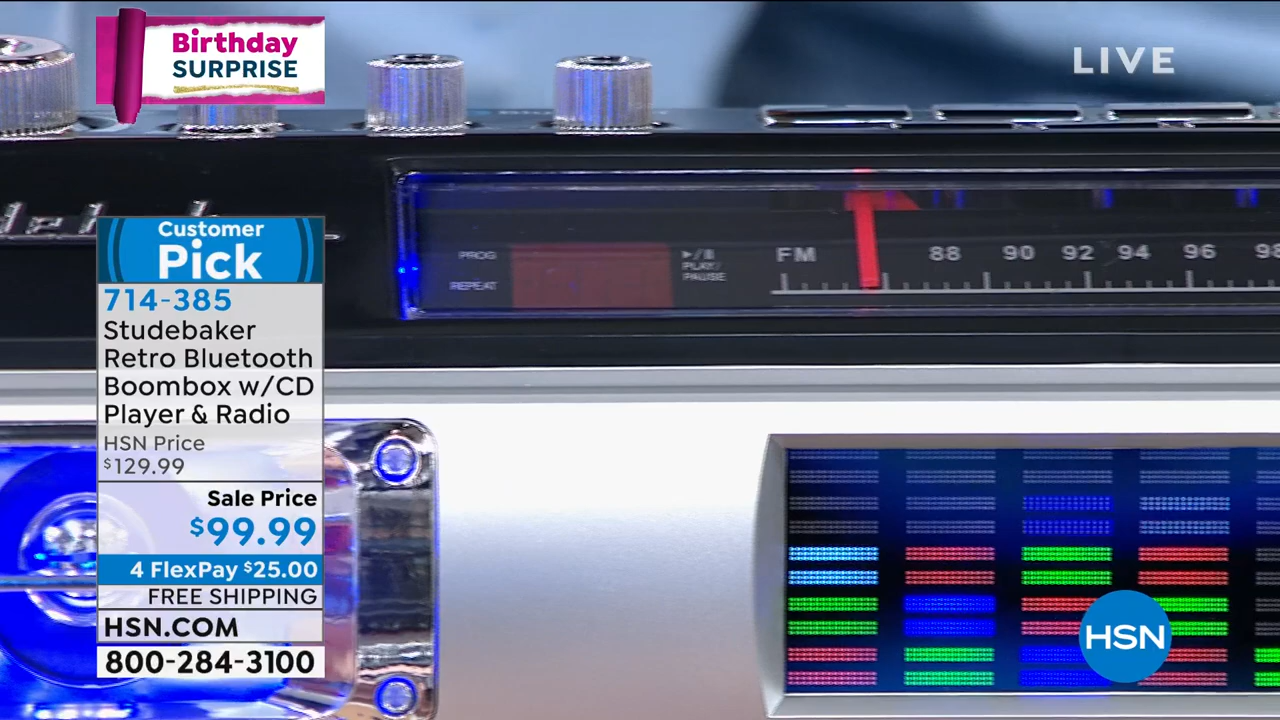 Birthday
SURPRISE
LIVE
Customer
Pick
714-385
Studebaker
Retro Bluetooth
Boombox w/CD
Player & Radio
HSN Price
$129.99
Sale Price
$99.99
4 FlexPay $25.00
FREE SHIPPING
HSN.COM
800-284-3100
PROG
REPEAT
▶/II
PLAY/
PAUSE
FM 88 90 92 94 96 98
HSN